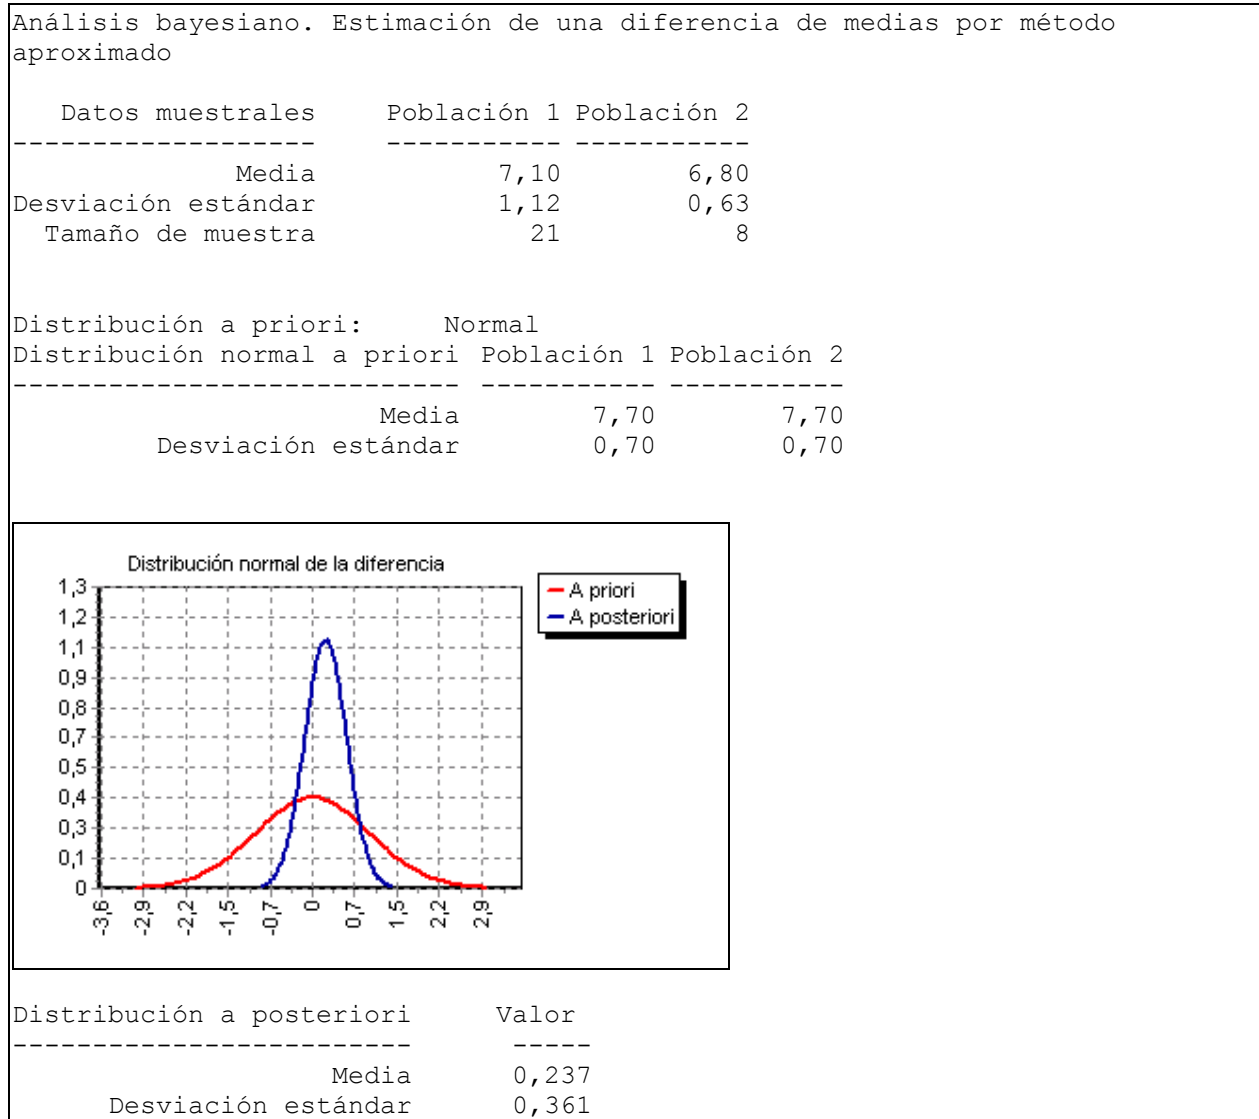 Análisis bayesiano. Estimación de una diferencia de medias por método
aproximado
Datos muestrales Población 1 Población 2
------------------- ----------- -----------
Media 7,10 6,80
Desviación estándar 1,12 0,63
Tamaño de muestra 21 8
Distribución a priori: Normal
Distribución normal a priori Población 1 Población 2
---------------------------- ----------- -----------
Media 7,70 7,70
Desviación estándar 0,70 0,70
Distribución normal de la diferencia
A priori
A posteriori
1,3
1,2
1,1
0,9
0,8
0,7
0,5
0,4
0,3
0,1
0
-3,6 -2,9 -2,2 -1,5 -0,7 0 0,7 1,5 2,2 2,9
Distribución a posteriori Valor
------------------------- -----
Media 0,237
Desviación estándar 0,361